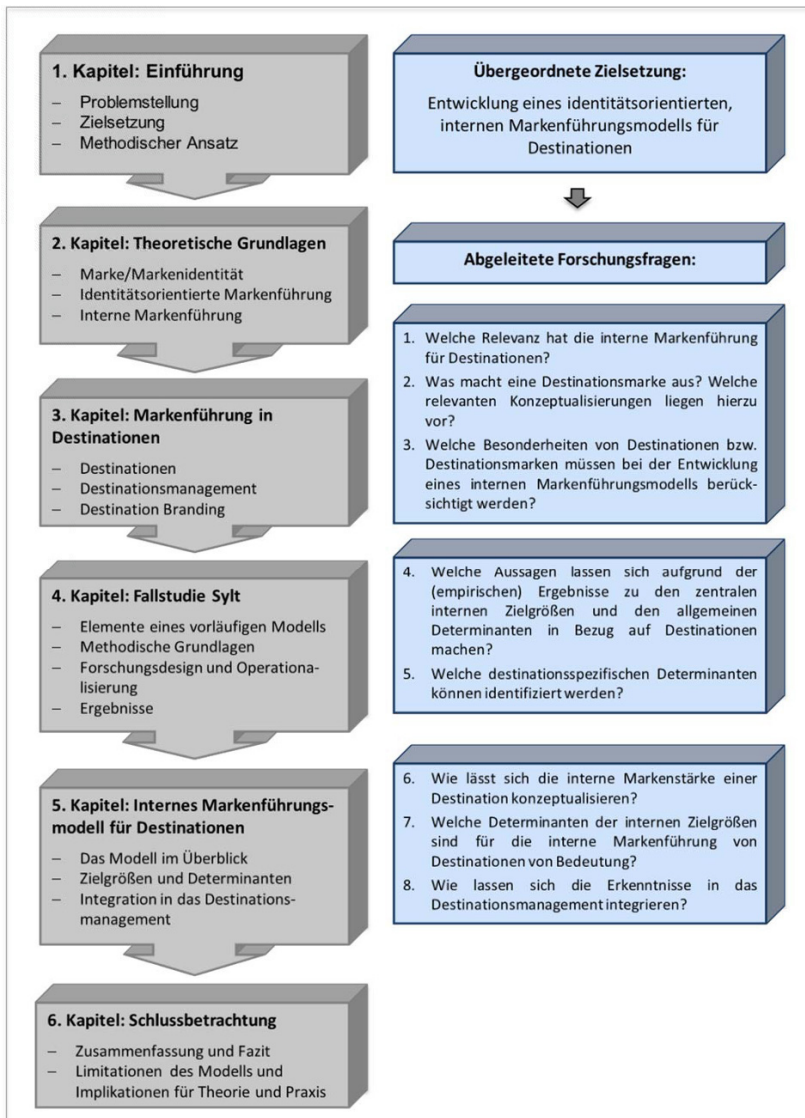 1. Kapitel: Einführung
– Problemstellung
– Zielsetzung
– Methodischer Ansatz
2. Kapitel: Theoretische Grundlagen
– Marke/Markenidentität
– Identitätsorientierte Markenführung
– Interne Markenführung
3. Kapitel: Markenführung in
Destinationen
– Destinationen
– Destinationsmanagement
– Destination Branding
4. Kapitel: Fallstudie Sylt
– Elemente eines vorläufigen Modells
– Methodische Grundlagen
– Forschungsdesign und Operationa-
lisierung
– Ergebnisse
5. Kapitel: Internes Markenführungs-
modell für Destinationen
– Das Modell im Überblick
– Zielgrößen und Determinanten
– Integration in das Destinations-
management
6. Kapitel: Schlussbetrachtung
– Zusammenfassung und Fazit
– Limitationen des Modells und
Implikationen für Theorie und Praxis
Übergeordnete Zielsetzung:
Entwicklung eines identitätsorientierten,
internen Markenführungsmodells für
Destinationen
Abgeleitete Forschungsfragen:
1. Welche Relevanz hat die interne Markenführung
für Destinationen?
2. Was macht eine Destinationsmarke aus? Welche
relevanten Konzeptualisierungen liegen hierzu
vor?
3. Welche Besonderheiten von Destinationen bzw.
Destinationsmarken müssen bei der Entwicklung
eines internen Markenführungsmodells berück-
sichtigt werden?
4. Welche Aussagen lassen sich aufgrund der
(empirischen) Ergebnisse zu den zentralen
internen Zielgrößen und den allgemeinen
Determinanten in Bezug auf Destinationen
machen?
5. Welche destinationsspezifischen Determinanten
können identifiziert werden?
6. Wie lässt sich die interne Markenstärke einer
Destination konzeptualisieren?
7. Welche Determinanten der internen Zielgrößen
sind für die interne Markenführung von
Destinationen von Bedeutung?
8. Wie lassen sich die Erkenntnisse in das
Destinationsmanagement integrieren?